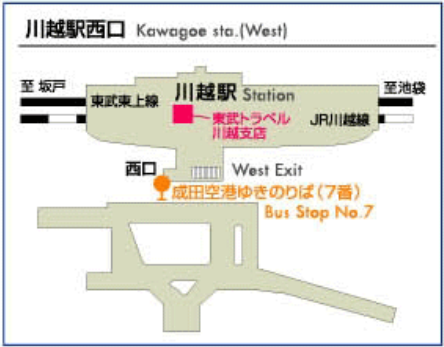 川越駅西口 Kawagoe sta.(West)
至 坂戸
至池袋
川越駅 Station
東武東上線
東武トラベル
川越支店
JR川越線
西口
West Exit
成田空港ゆきのりば(7番)
Bus Stop No.7